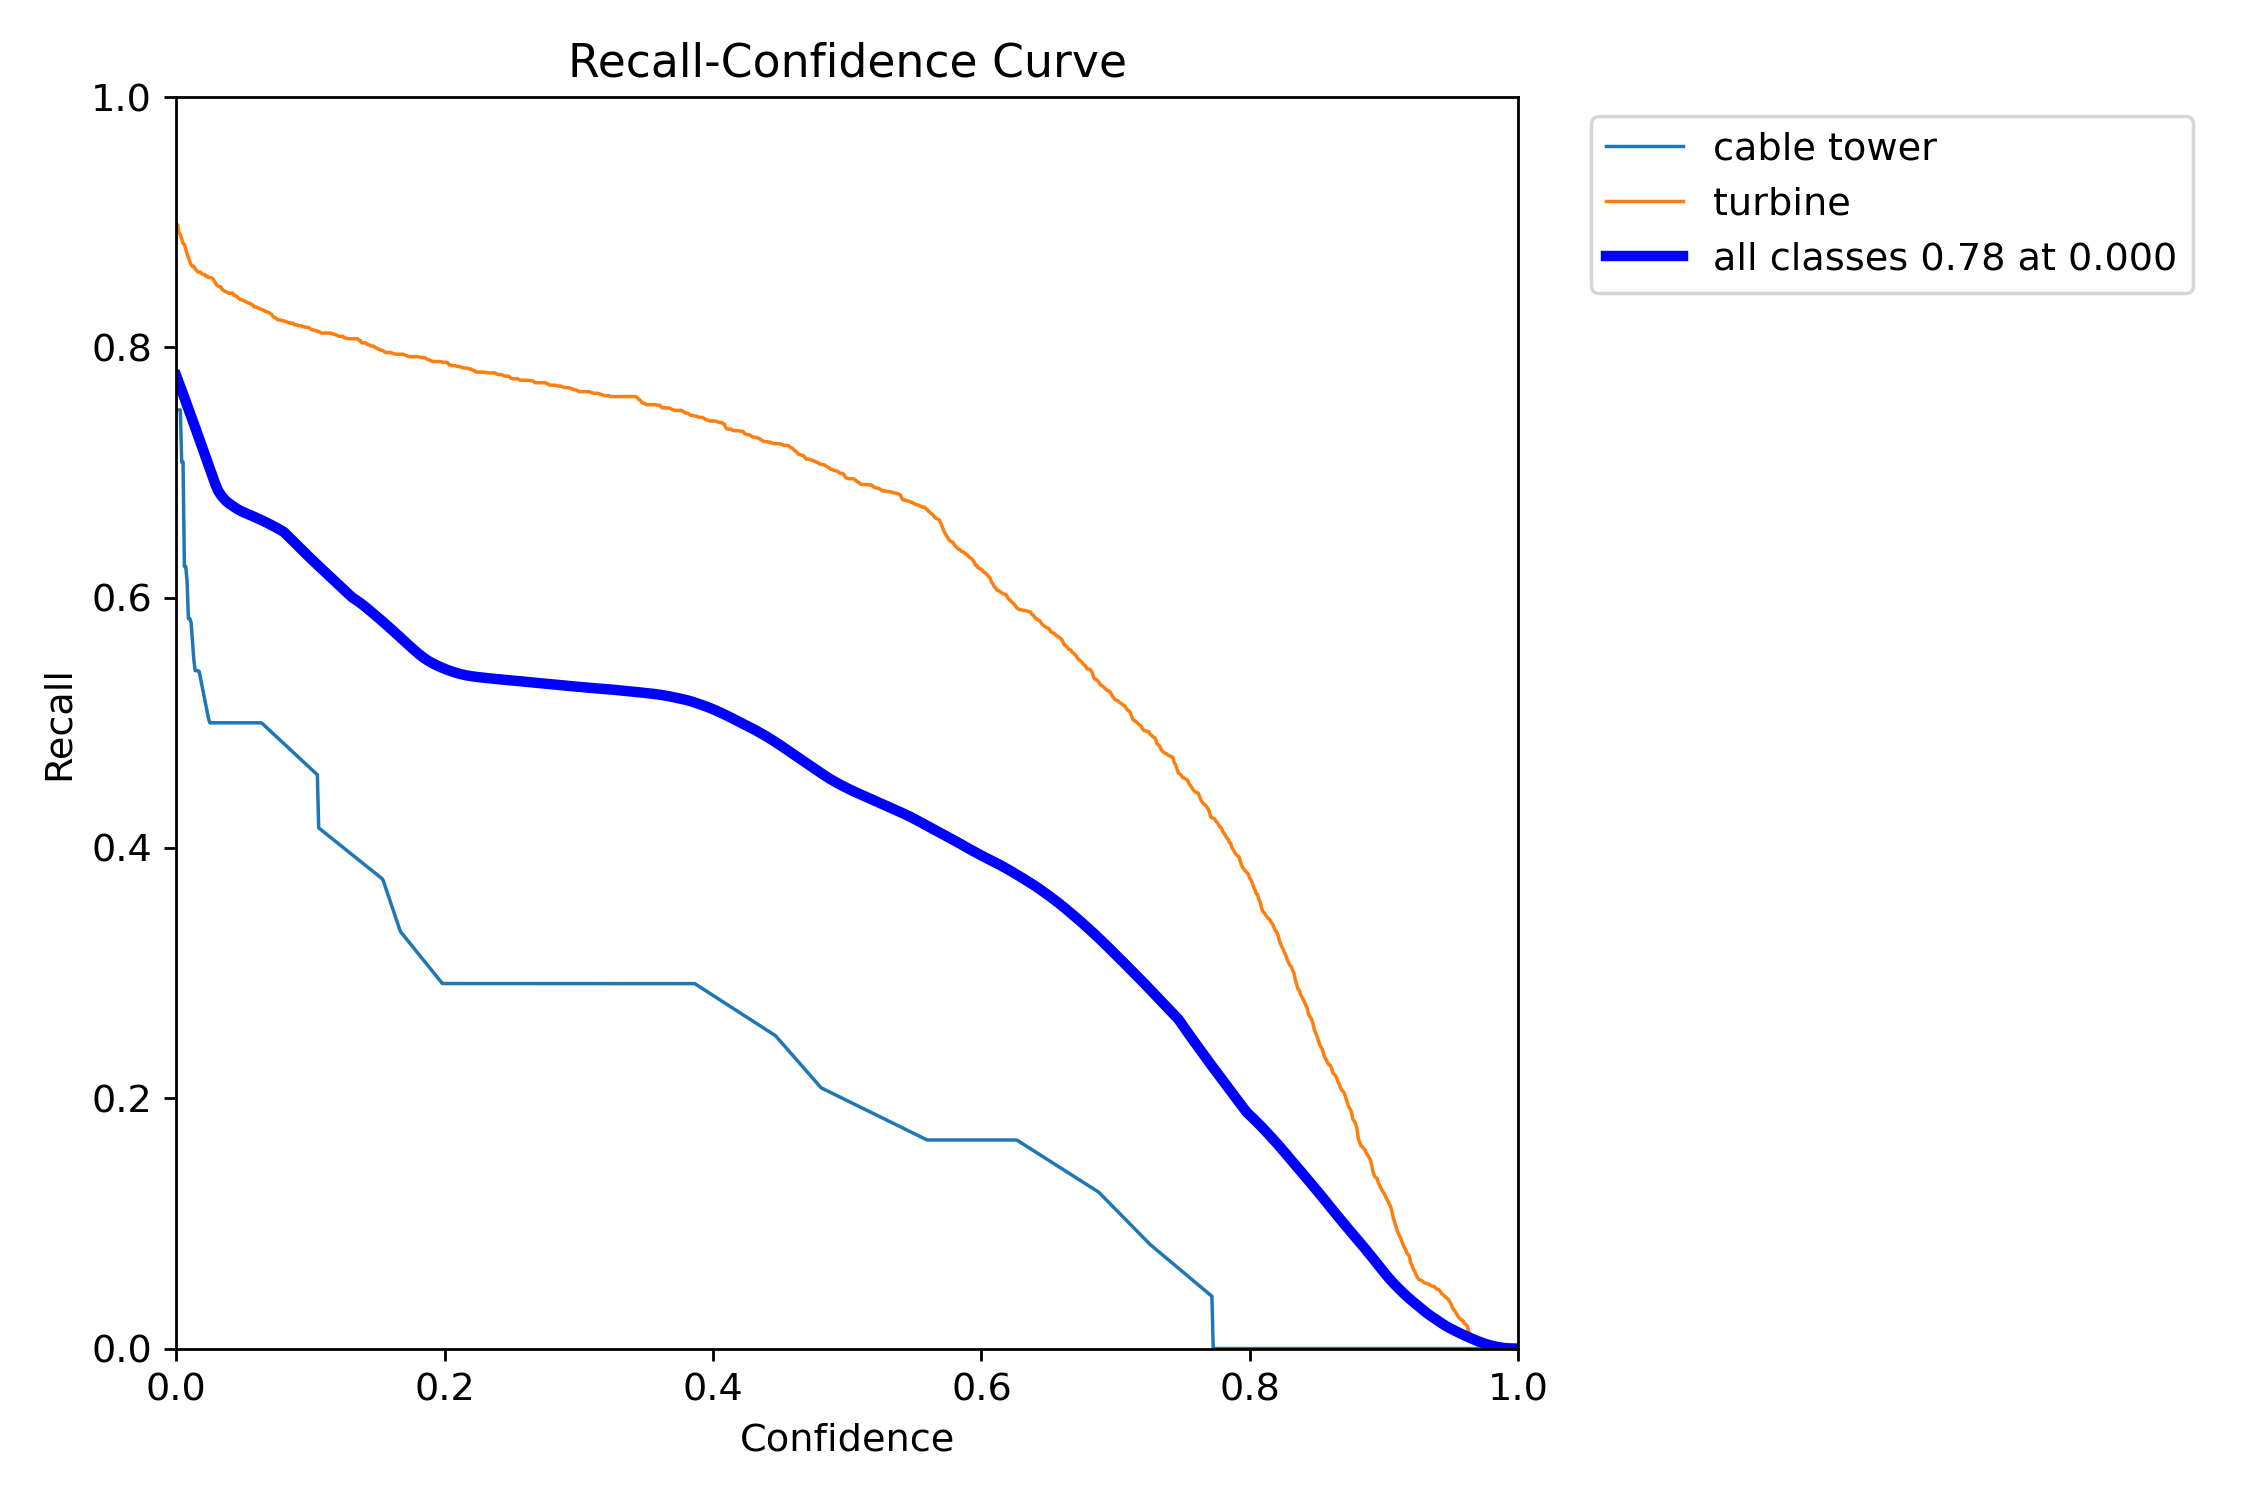 Recall-Confidence Curve
1.0
0.8
0.6
0.4
0.2
0.0
Recall
0.0 0.2 0.4 0.6 0.8 1.0
Confidence
cable tower
turbine
all classes 0.78 at 0.000